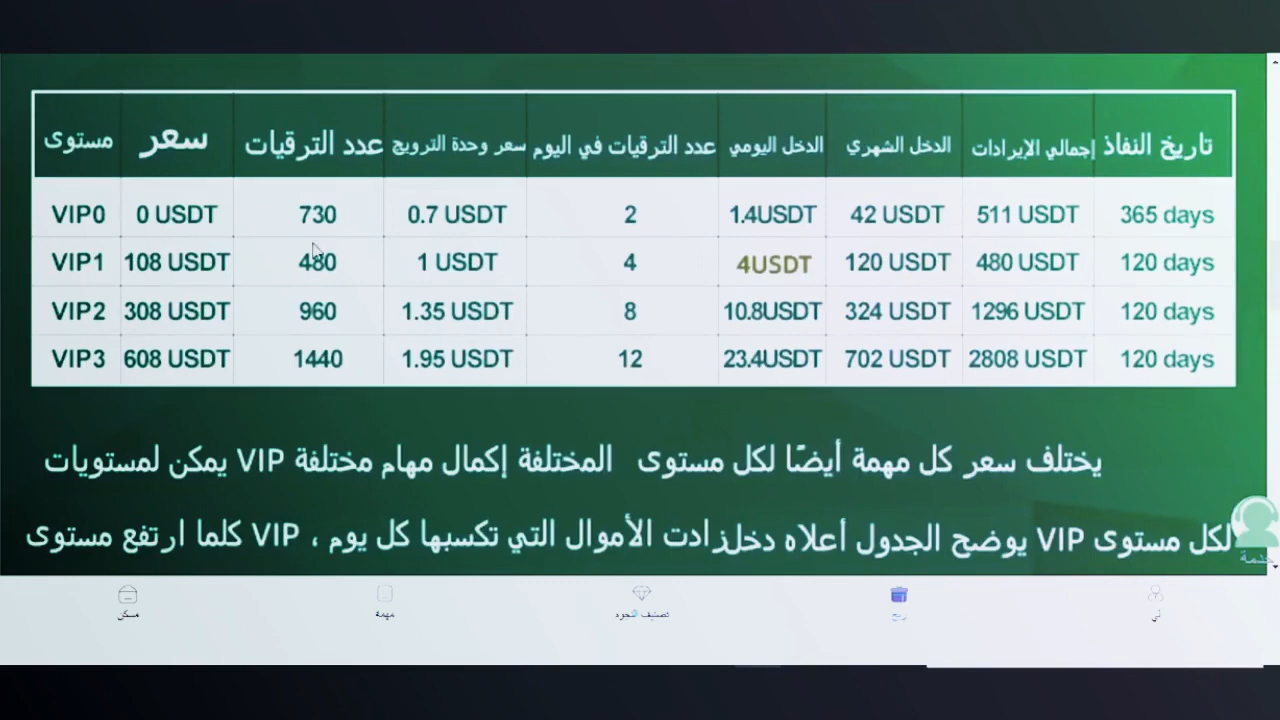 مستوى سعر عدد الترقيات سعر وحدة الترويج عدد الترقيات في اليوم الدخل اليومي الدخل الشهري إجمالي الإيرادات تاريخ النفاذ
VIP0 0 USDT 730 0.7 USDT 2 1.4USDT 42 USDT 511 USDT 365 days
VIP1 108 USDT 480 1 USDT 4 4USDT 120 USDT 480 USDT 120 days
VIP2 308 USDT 960 1.35 USDT 8 10.8USDT 324 USDT 1296 USDT 120 days
VIP3 608 USDT 1440 1.95 USDT 12 23.4USDT 702 USDT 2808 USDT 120 days
يختلف سعر كل مهمة أيضًا لكل مستوى المختلفة إكمال مهام مختلفة VIP يمكن لمستويات
لكل مستوى VIP يوضح الجدول أعلاه دخل زادت الأموال التي تكسبها كل يوم ، VIP كلما ارتفع مستوى
خدمة
لي ربح تصنيف النجوم مهمة مسكن